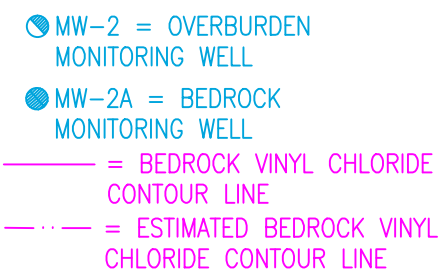 MW-2 = OVERBURDEN
MONITORING WELL
MW-2A = BEDROCK
MONITORING WELL
= BEDROCK VINYL CHLORIDE
CONTOUR LINE
= ESTIMATED BEDROCK VINYL
CHLORIDE CONTOUR LINE